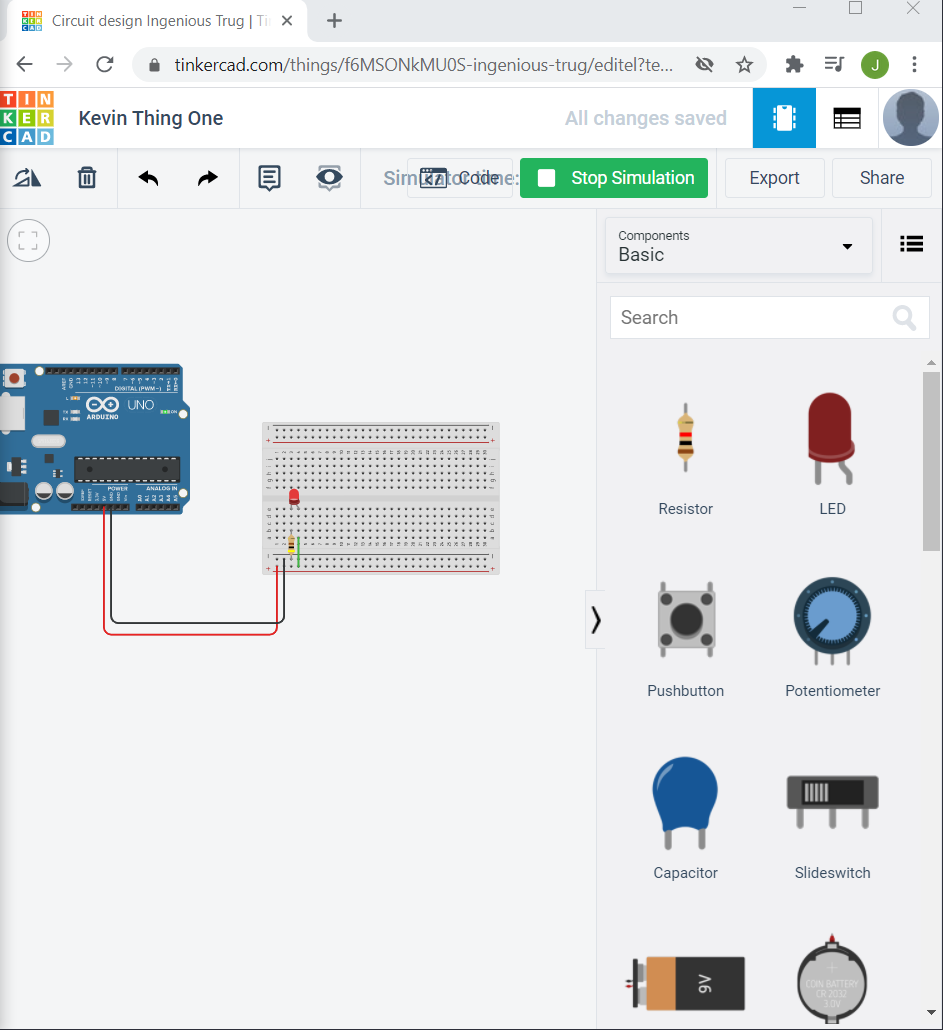 Circuit design Ingenious Trug | Ti
tinkercad.com/things/f6MSONkMU0S-ingenious-trug/editel?te...
J
TIN
KER
CAD
Kevin Thing One
All changes saved
Simulator time:
Code
Stop Simulation
Export
Share
Components
Basic
Search
DIGITAL (PWM~)
UNO
ARDUINO
POWER
ANALOG IN
Resistor
LED
Pushbutton
Potentiometer
Capacitor
Slideswitch
9V
COIN BATTERY
CR 2032
3.0V